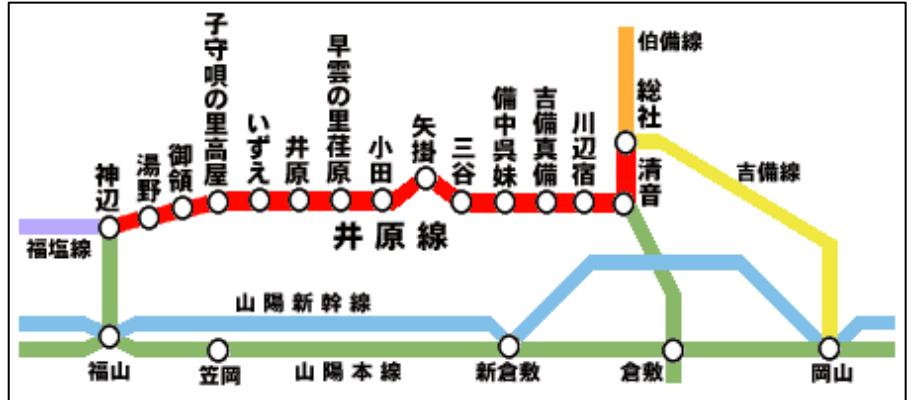 神辺
湯野
御領
子守唄の里高屋
いずえ
井原
早雲の里荏原
小田
矢掛
三谷
備中呉妹
吉備真備
川辺宿
総社
清音
伯備線
吉備線
福塩線
井原線
山陽新幹線
福山
笠岡
山陽本線
新倉敷
倉敷
岡山